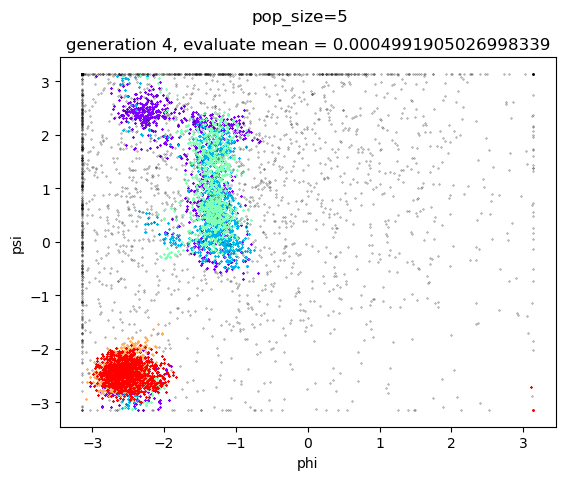 pop_size=5
generation 4, evaluate mean = 0.0004991905026998339
3
2
1
0
−1
−2
−3
psi
−3 −2 −1 0 1 2 3
phi